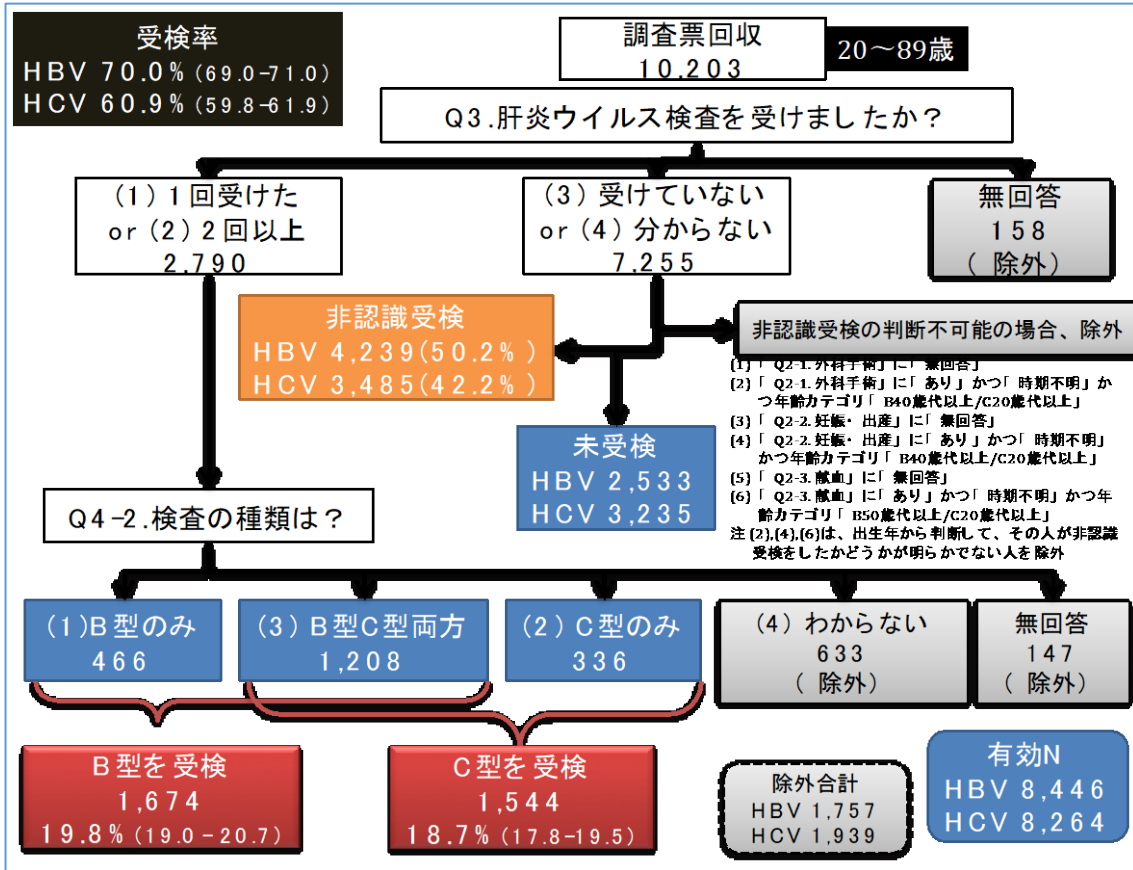 受検率
HBV 70.0% (69.0-71.0)
HCV 60.9% (59.8-61.9)
調査票回収
10,203
20～89歳
Q3.肝炎ウイルス検査を受けましたか？
(1) 1回受けた
or (2) 2回以上
2,790
(3) 受けていない
or (4) 分からない
7,255
無回答
158
( 除外)
非認識受検
HBV 4,239(50.2% )
HCV 3,485(42.2% )
非認識受検の判断不可能の場合、除外
(1) 「 Q2-1. 外科手術」に「 無回答」
(2) 「 Q2-1. 外科手術」に「 あり」かつ「 時期不明」か
つ年齢カテゴリ「 B40歳代以上/C20歳代以上」
(3) 「 Q2-2. 妊娠・ 出産」に「 無回答」
(4) 「 Q2-2. 妊娠・ 出産」に「 あり」かつ「 時期不明」
かつ年齢カテゴリ「 B40歳代以上/C20歳代以上」
(5) 「 Q2-3. 献血」に「 無回答」
(6) 「 Q2-3. 献血」に「 あり」かつ「時期不明」かつ年
齢カテゴリ「 B50歳代以上/C20歳代以上」
注 (2),(4),(6)は、出生年から判断して、その人が非認識
受検をしたかどうかが明らかでない人を除外
未受検
HBV 2,533
HCV 3,235
Q4-2.検査の種類は？
(1)B型のみ
466
(3) B型C型両方
1,208
(2) C型のみ
336
(4) わからない
633
( 除外)
無回答
147
( 除外)
B型を受検
1,674
19.8% (19.0-20.7)
C型を受検
1,544
18.7% (17.8-19.5)
除外合計
HBV 1,757
HCV 1,939
有効N
HBV 8,446
HCV 8,264